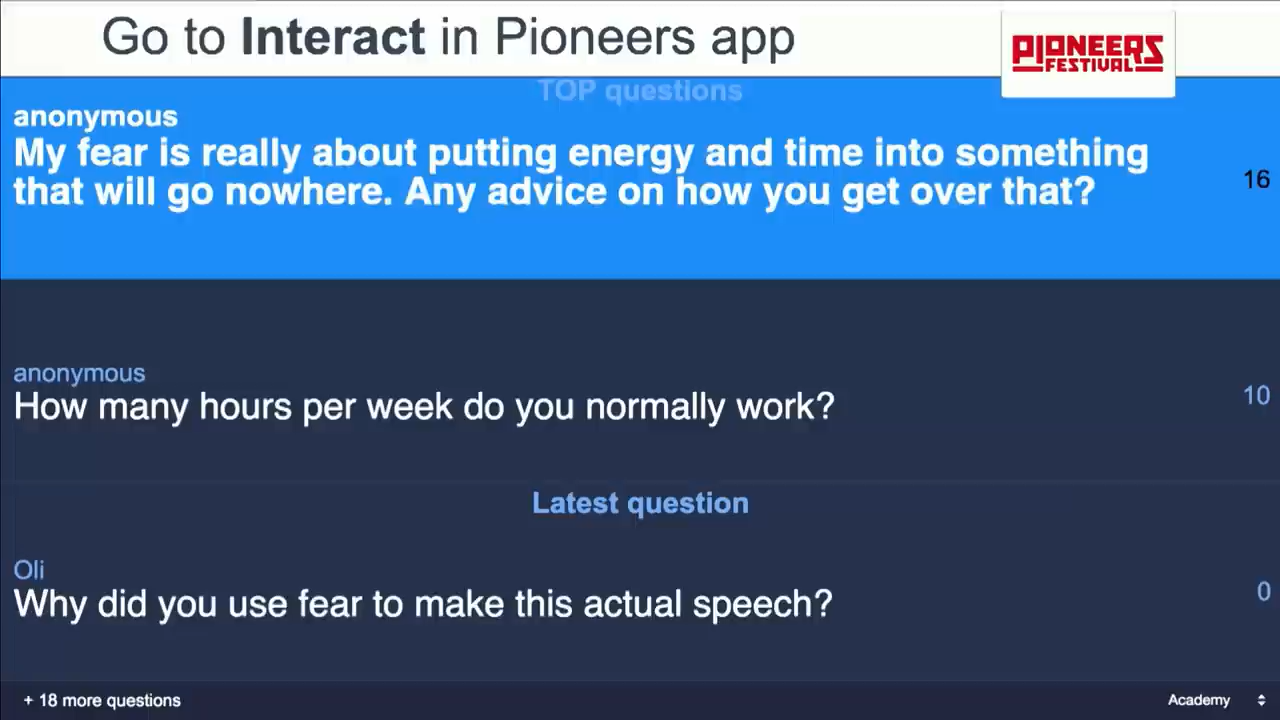 Go to Interact in Pioneers app
PIONEERS
FESTIVAL
TOP questions
anonymous
My fear is really about putting energy and time into something
that will go nowhere. Any advice on how you get over that?
16
anonymous
How many hours per week do you normally work?
10
Latest question
Oli
Why did you use fear to make this actual speech?
0
+ 18 more questions
Academy